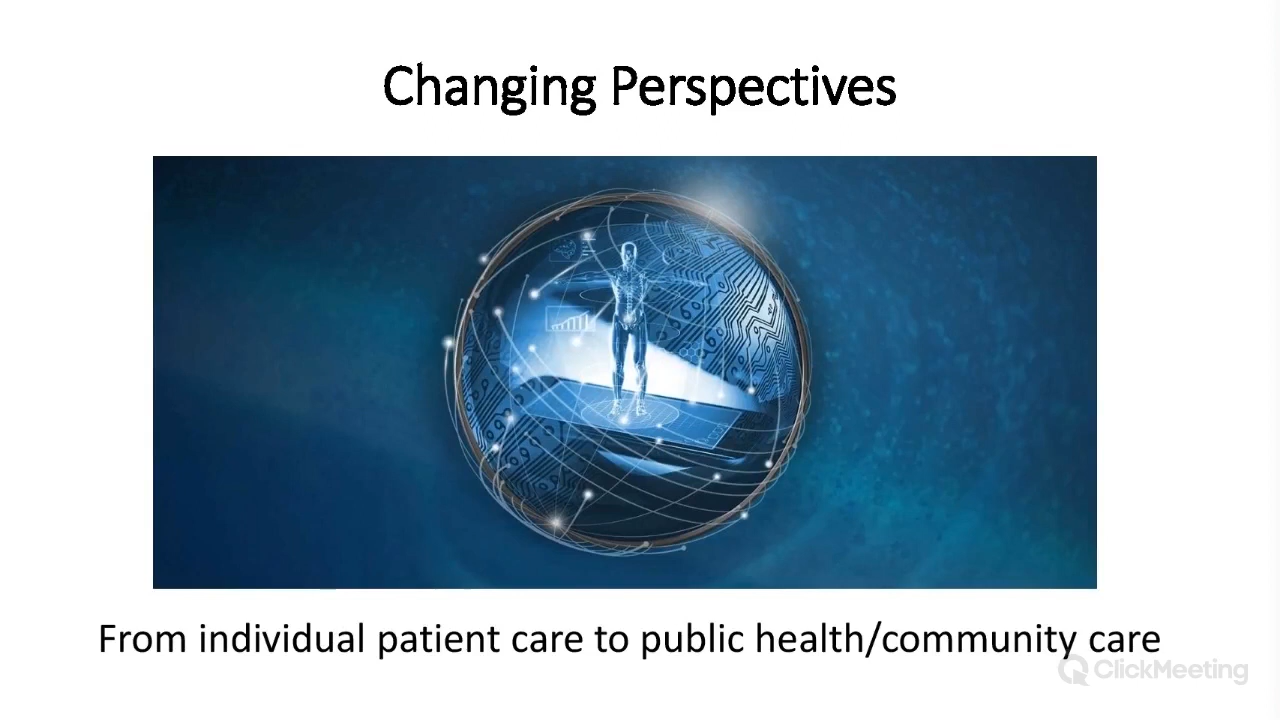 Changing Perspectives
From individual patient care to public health/community care
ClickMeeting